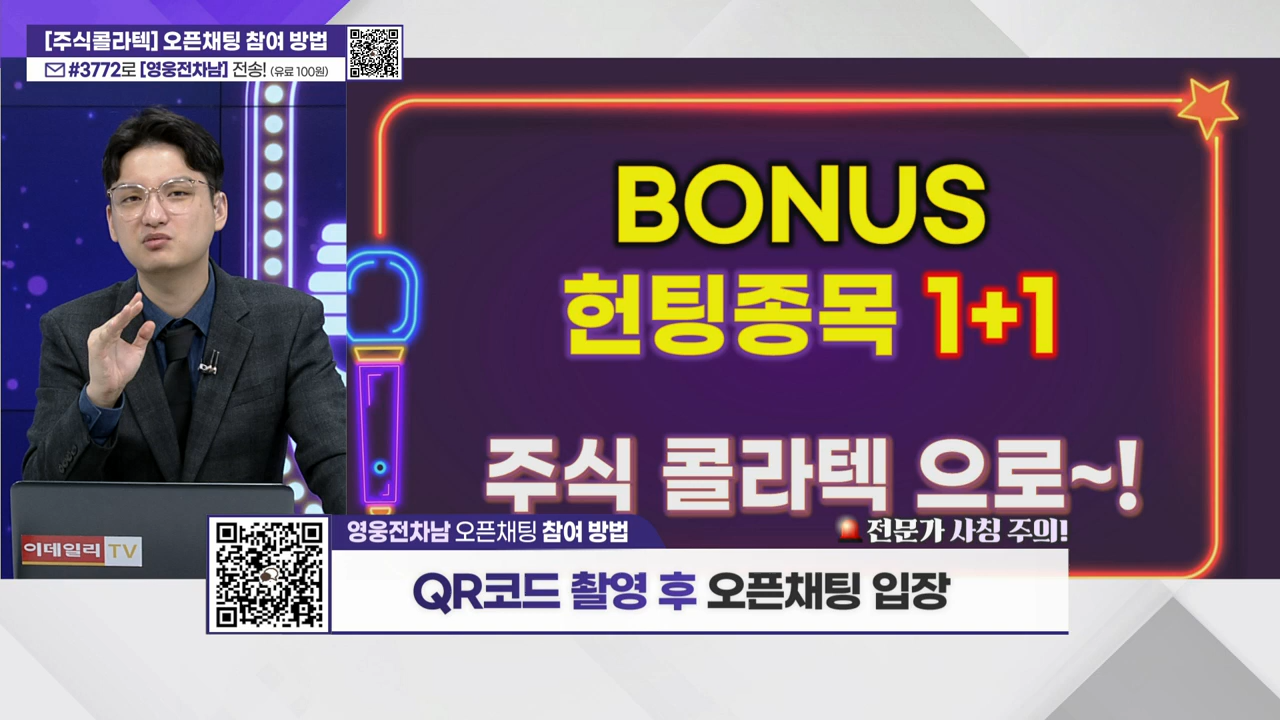 [주식콜라텍] 오픈채팅 참여 방법
#3772로 [영웅전차남] 전송! (유료 100원)
BONUS
헌팅종목 1+1
주식 콜라텍 으로~!
이데일리 TV
영웅전차남 오픈채팅 참여 방법
전문가 사칭 주의!
QR코드 촬영 후 오픈채팅 입장